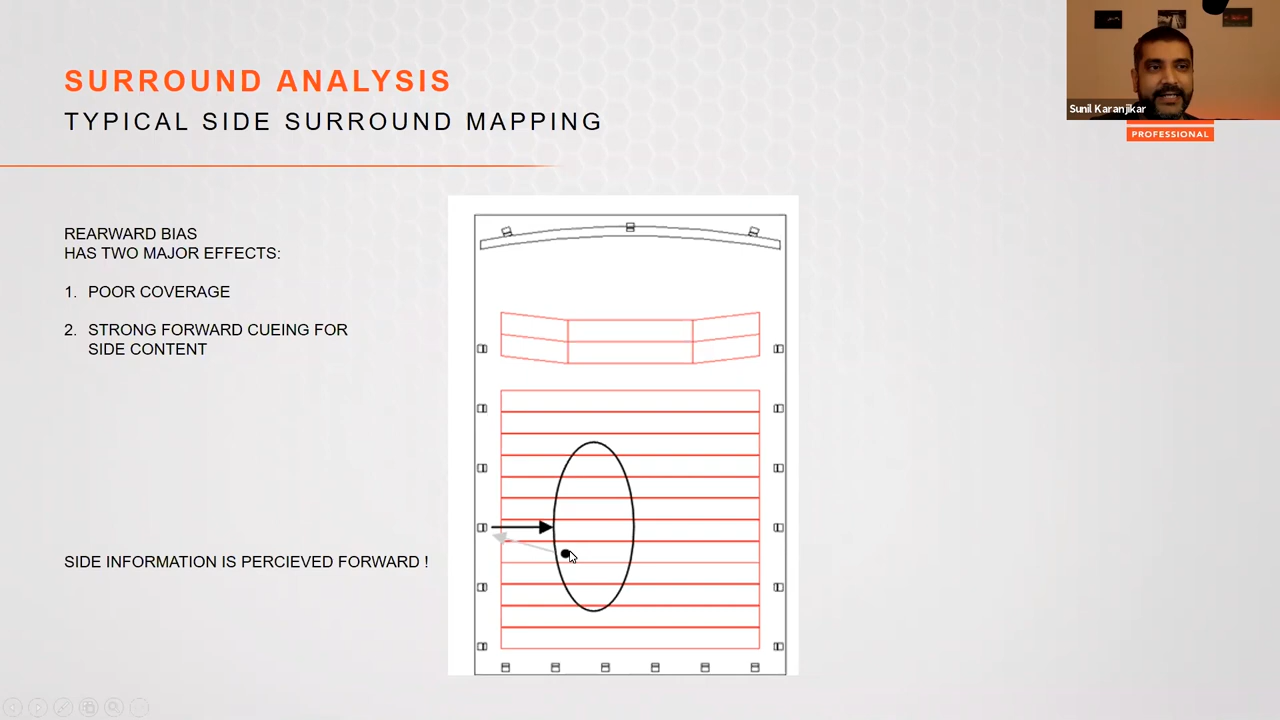 SURROUND ANALYSIS
TYPICAL SIDE SURROUND MAPPING
Sunil Karanjikar
PROFESSIONAL
REARWARD BIAS
HAS TWO MAJOR EFFECTS:
1. POOR COVERAGE
2. STRONG FORWARD CUEING FOR
SIDE CONTENT
SIDE INFORMATION IS PERCIEVED FORWARD !